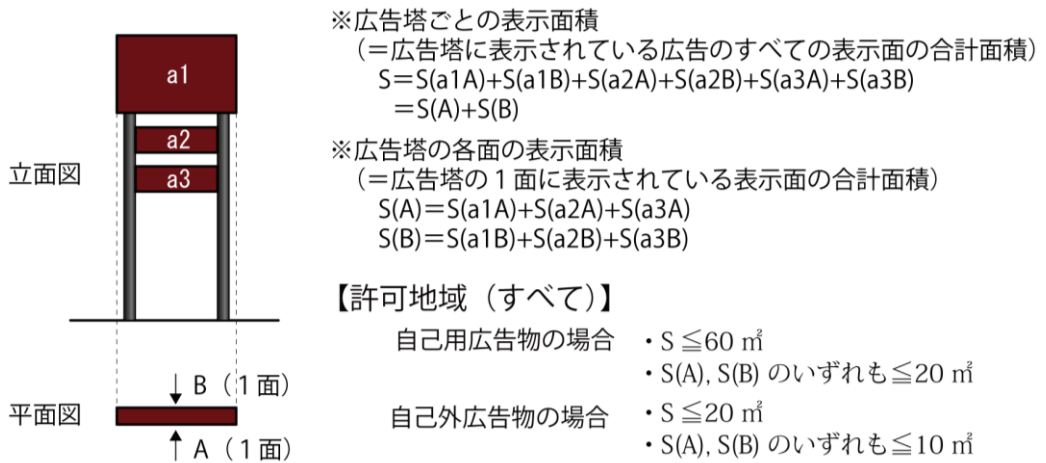 a1
a2
a3
立面図
B（1面）
平面図
A（1面）
※広告塔ごとの表示面積
（＝広告塔に表示されている広告のすべての表示面の合計面積）
S＝S(a1A)+S(a1B)+S(a2A)+S(a2B)+S(a3A)+S(a3B)
＝S(A)+S(B)
※広告塔の各面の表示面積
（＝広告塔の１面に表示されている表示面の合計面積）
S(A)＝S(a1A)+S(a2A)+S(a3A)
S(B)＝S(a1B)+S(a2B)+S(a3B)
【許可地域（すべて）】
自己用広告物の場合 ・S ≦60 ㎡
・S(A), S(B) のいずれも≦20 ㎡
自己外広告物の場合 ・S ≦20 ㎡
・S(A), S(B) のいずれも≦10 ㎡